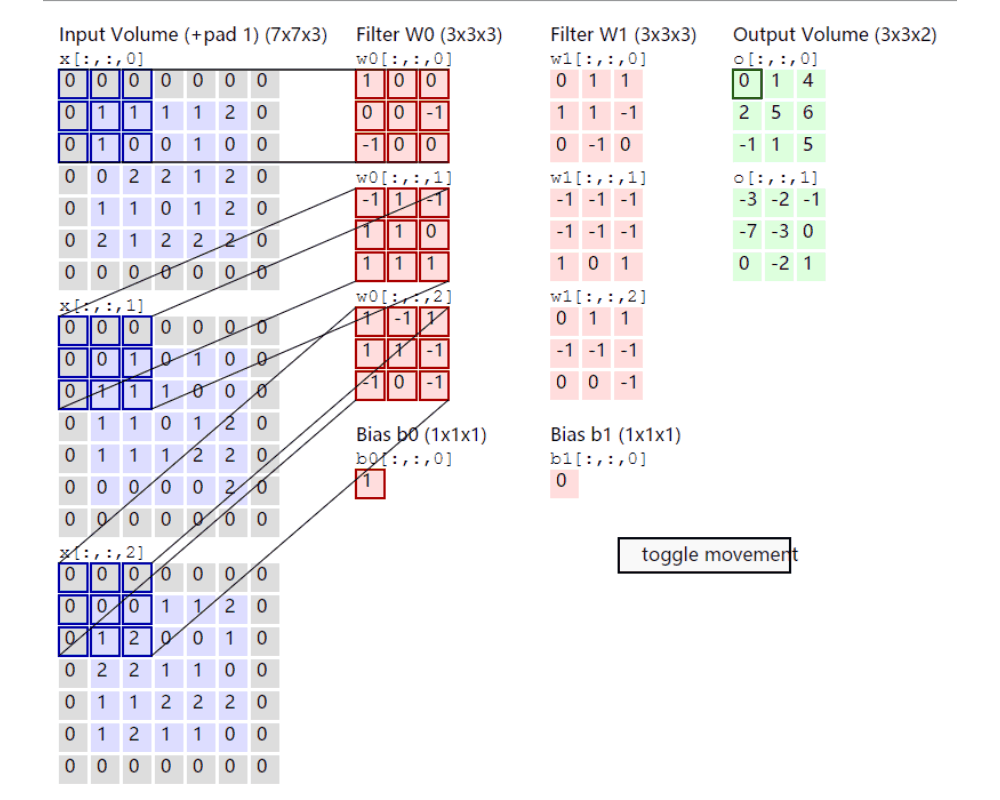 Input Volume (+pad 1) (7x7x3)
x[:,:,0]
0 0 0 0 0 0 0
0 1 1 1 1 2 0
0 1 0 0 1 0 0
0 0 2 2 1 2 0
0 1 1 0 1 2 0
0 2 1 2 2 2 0
0 0 0 0 0 0 0
x[:,:,1]
0 0 0 0 0 0 0
0 0 1 0 1 0 0
0 1 1 1 0 0 0
0 1 1 0 1 2 0
0 1 1 1 2 2 0
0 0 0 0 0 2 0
0 0 0 0 0 0 0
x[:,:,2]
0 0 0 0 0 0 0
0 0 0 1 1 2 0
0 1 2 0 0 1 0
0 2 2 1 1 0 0
0 1 1 2 2 2 0
0 1 2 1 1 0 0
0 0 0 0 0 0 0
Filter W0 (3x3x3)
w0[:,:,0]
1 0 0
0 0 -1
-1 0 0
w0[:,:,1]
-1 1 -1
1 1 0
1 1 1
w0[:,:,2]
1 -1 1
1 1 -1
-1 0 -1
Bias b0 (1x1x1)
b0[:,:,0]
1
Filter W1 (3x3x3)
w1[:,:,0]
0 1 1
1 1 -1
0 -1 0
w1[:,:,1]
-1 -1 -1
-1 -1 -1
1 0 1
w1[:,:,2]
0 1 1
-1 -1 -1
0 0 -1
Bias b1 (1x1x1)
b1[:,:,0]
0
Output Volume (3x3x2)
o[:,:,0]
0 1 4
2 5 6
-1 1 5
o[:,:,1]
-3 -2 -1
-7 -3 0
0 -2 1
toggle movement